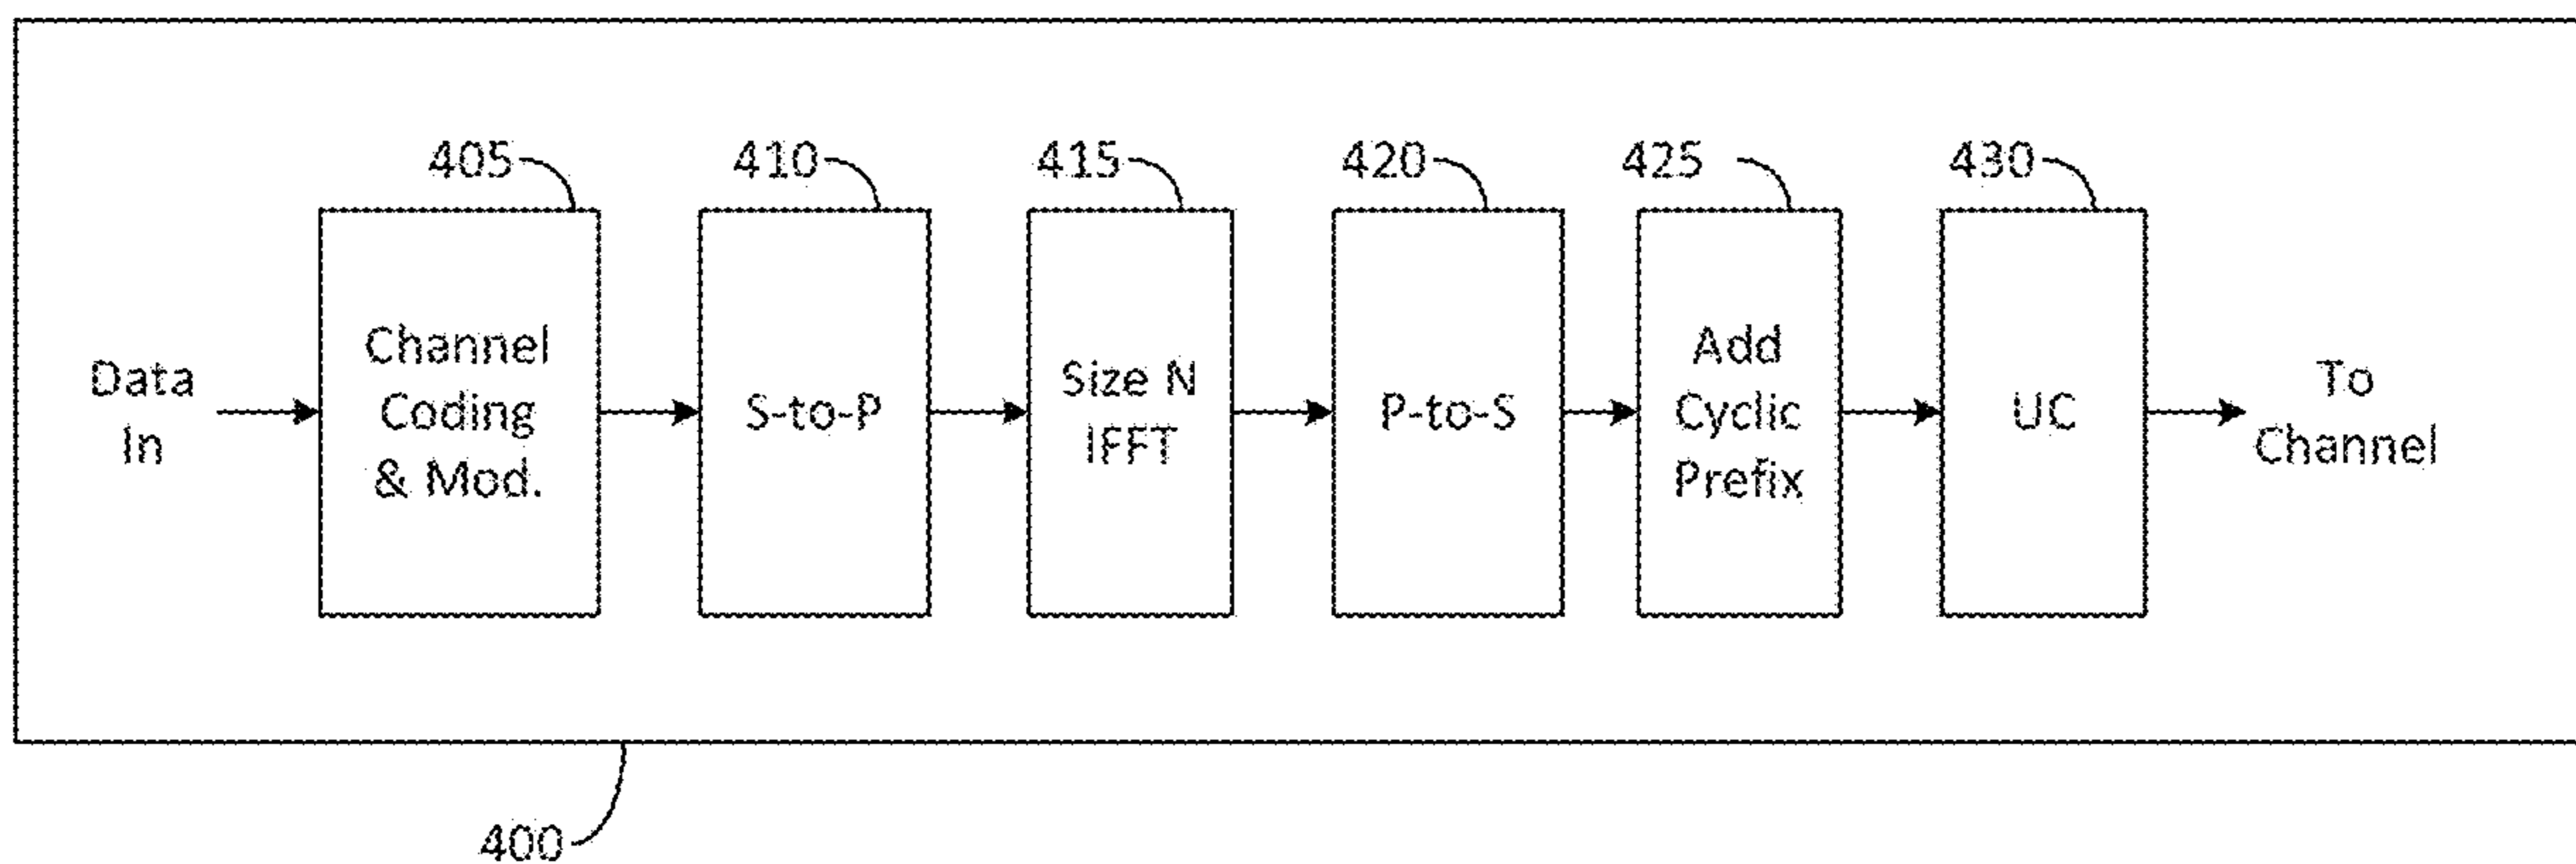 405
410
415
420
425
430
Data
In
Channel
Coding
& Mod.
S-to-P
Size N
IFFT
P-to-S
Add
Cyclic
Prefix
UC
To
Channel
400